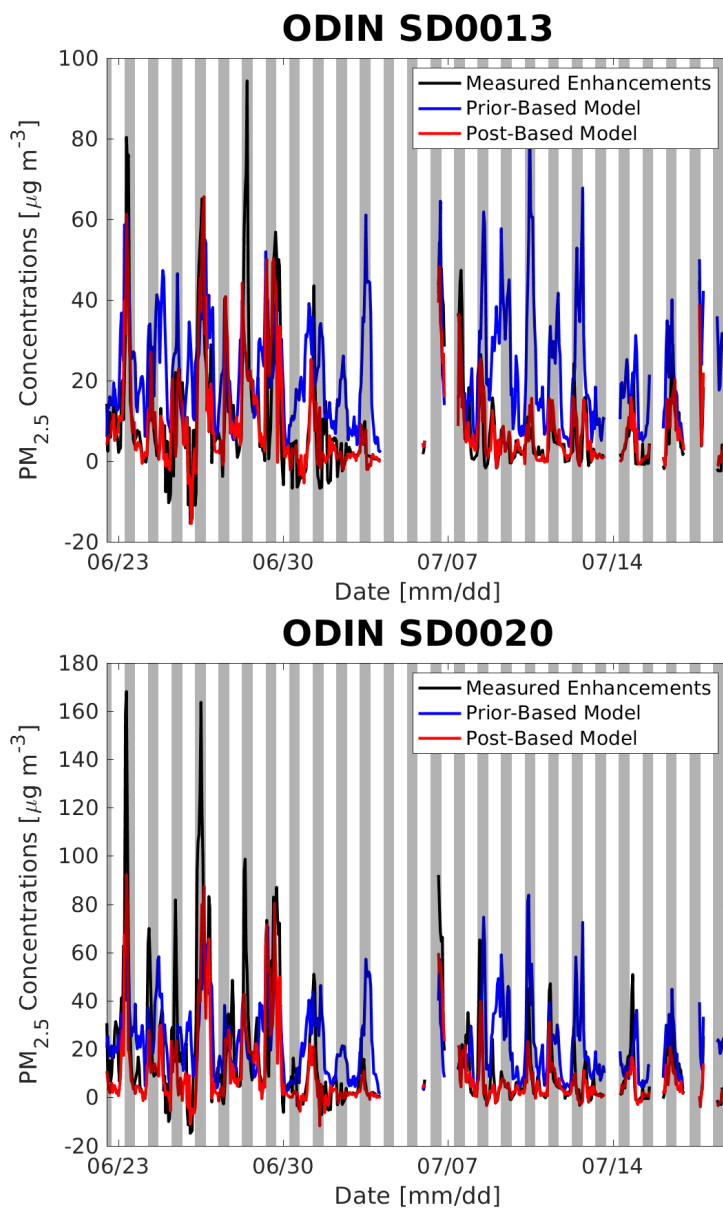 ODIN SD0013
100
80
60
40
20
0
-20
PM2.5 Concentrations [μg m-3]
Measured Enhancements
Prior-Based Model
Post-Based Model
06/23 06/30 07/07 07/14
Date [mm/dd]
ODIN SD0020
180
160
140
120
100
80
60
40
20
0
-20
PM2.5 Concentrations [μg m-3]
Measured Enhancements
Prior-Based Model
Post-Based Model
06/23 06/30 07/07 07/14
Date [mm/dd]